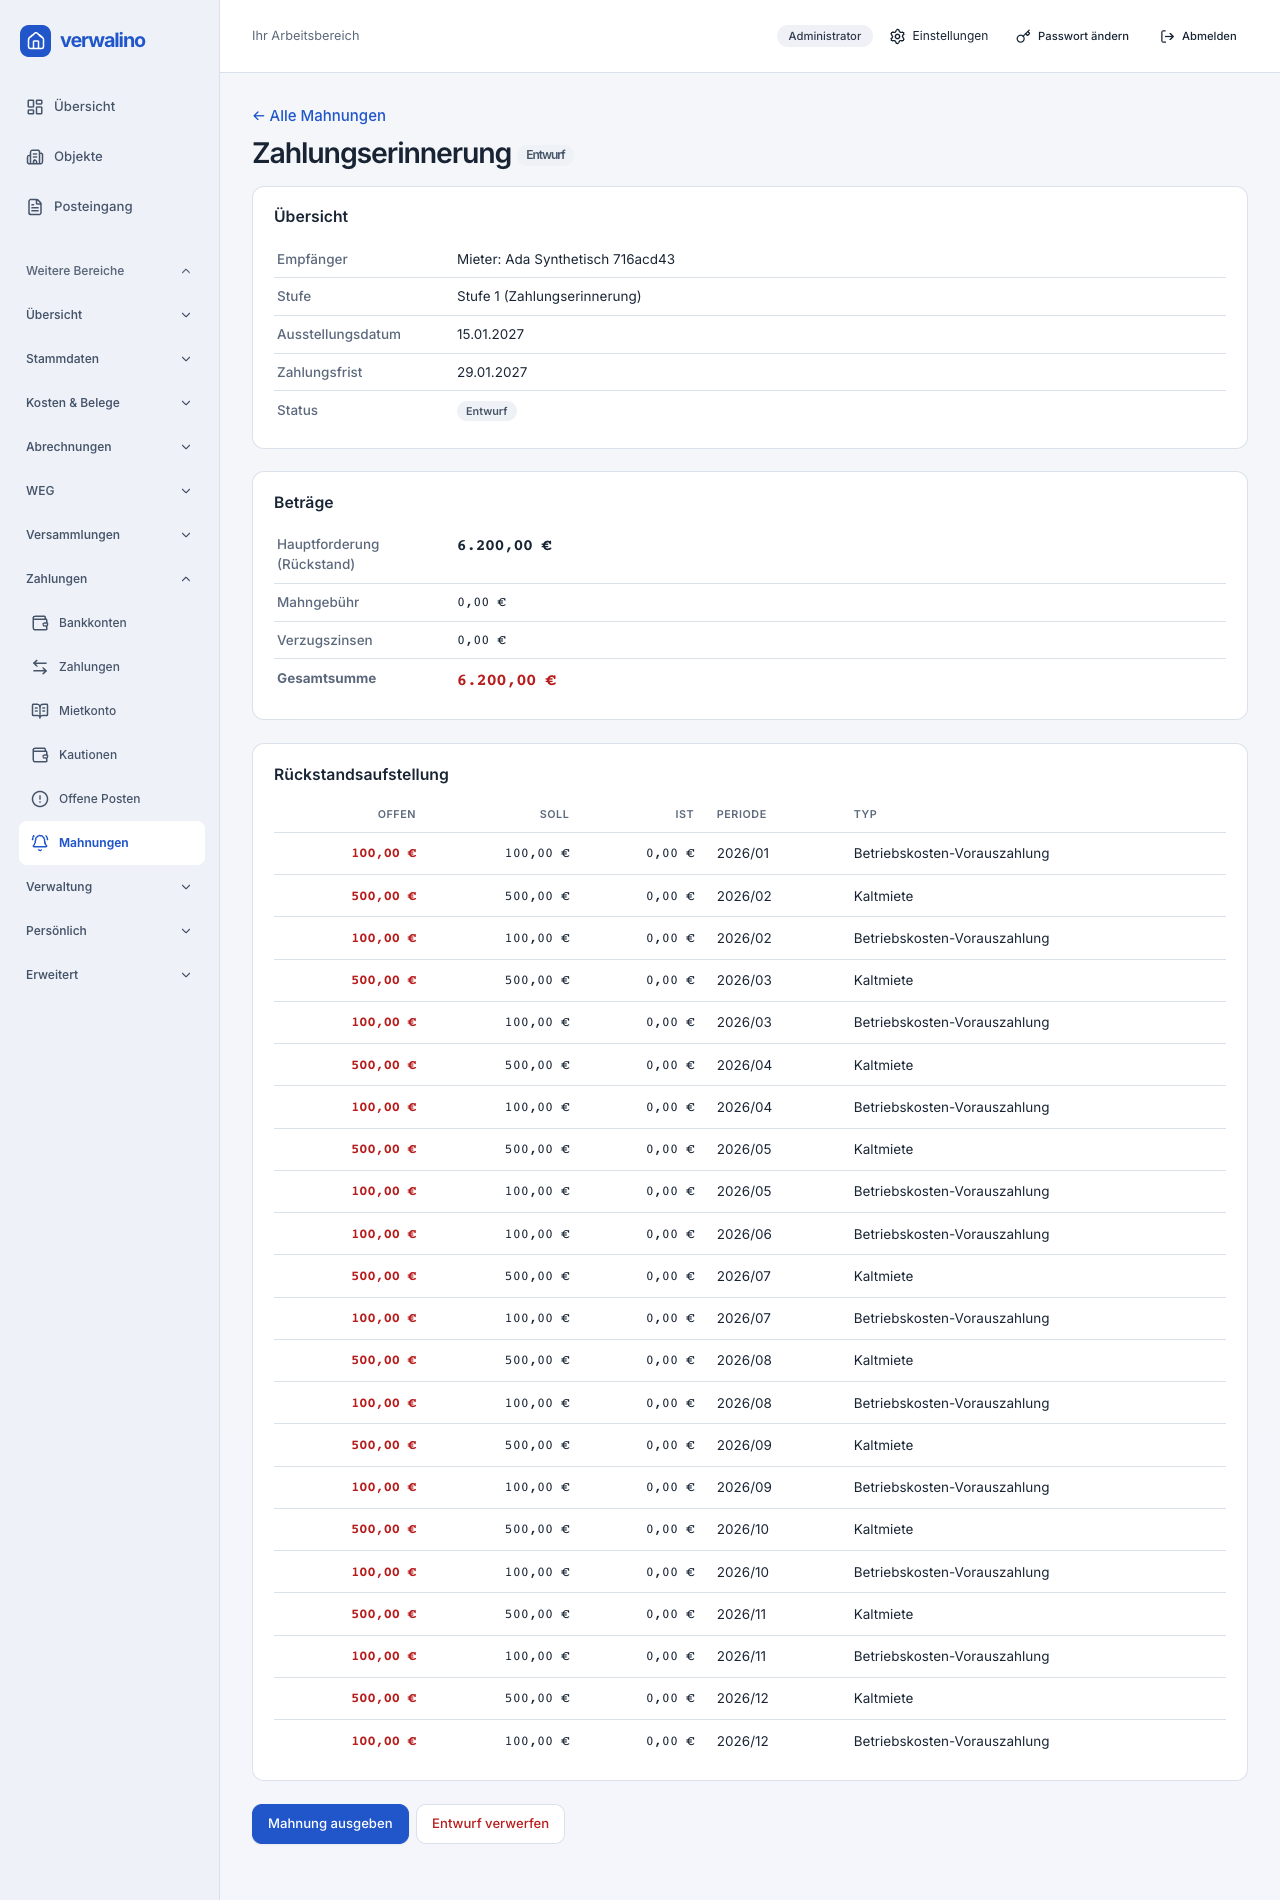 verwalino
Ihr Arbeitsbereich
Administrator
Einstellungen
Passwort ändern
Abmelden
Übersicht
Objekte
Posteingang
Weitere Bereiche
Übersicht
Stammdaten
Kosten & Belege
Abrechnungen
WEG
Versammlungen
Zahlungen
Bankkonten
Zahlungen
Mietkonto
Kautionen
Offene Posten
Mahnungen
Verwaltung
Persönlich
Erweitert
← Alle Mahnungen
Zahlungserinnerung Entwurf
Übersicht
Empfänger Mieter: Ada Synthetisch 716acd43
Stufe Stufe 1 (Zahlungserinnerung)
Ausstellungsdatum 15.01.2027
Zahlungsfrist 29.01.2027
Status Entwurf
Beträge
Hauptforderung (Rückstand) 6.200,00 €
Mahngebühr 0,00 €
Verzugszinsen 0,00 €
Gesamtsumme 6.200,00 €
Rückstandsaufstellung
OFFEN SOLL IST PERIODE TYP
100,00 € 100,00 € 0,00 € 2026/01 Betriebskosten-Vorauszahlung
500,00 € 500,00 € 0,00 € 2026/02 Kaltmiete
100,00 € 100,00 € 0,00 € 2026/02 Betriebskosten-Vorauszahlung
500,00 € 500,00 € 0,00 € 2026/03 Kaltmiete
100,00 € 100,00 € 0,00 € 2026/03 Betriebskosten-Vorauszahlung
500,00 € 500,00 € 0,00 € 2026/04 Kaltmiete
100,00 € 100,00 € 0,00 € 2026/04 Betriebskosten-Vorauszahlung
500,00 € 500,00 € 0,00 € 2026/05 Kaltmiete
100,00 € 100,00 € 0,00 € 2026/05 Betriebskosten-Vorauszahlung
100,00 € 100,00 € 0,00 € 2026/06 Betriebskosten-Vorauszahlung
500,00 € 500,00 € 0,00 € 2026/07 Kaltmiete
100,00 € 100,00 € 0,00 € 2026/07 Betriebskosten-Vorauszahlung
500,00 € 500,00 € 0,00 € 2026/08 Kaltmiete
100,00 € 100,00 € 0,00 € 2026/08 Betriebskosten-Vorauszahlung
500,00 € 500,00 € 0,00 € 2026/09 Kaltmiete
100,00 € 100,00 € 0,00 € 2026/09 Betriebskosten-Vorauszahlung
500,00 € 500,00 € 0,00 € 2026/10 Kaltmiete
100,00 € 100,00 € 0,00 € 2026/10 Betriebskosten-Vorauszahlung
500,00 € 500,00 € 0,00 € 2026/11 Kaltmiete
100,00 € 100,00 € 0,00 € 2026/11 Betriebskosten-Vorauszahlung
500,00 € 500,00 € 0,00 € 2026/12 Kaltmiete
100,00 € 100,00 € 0,00 € 2026/12 Betriebskosten-Vorauszahlung
Mahnung ausgeben
Entwurf verwerfen